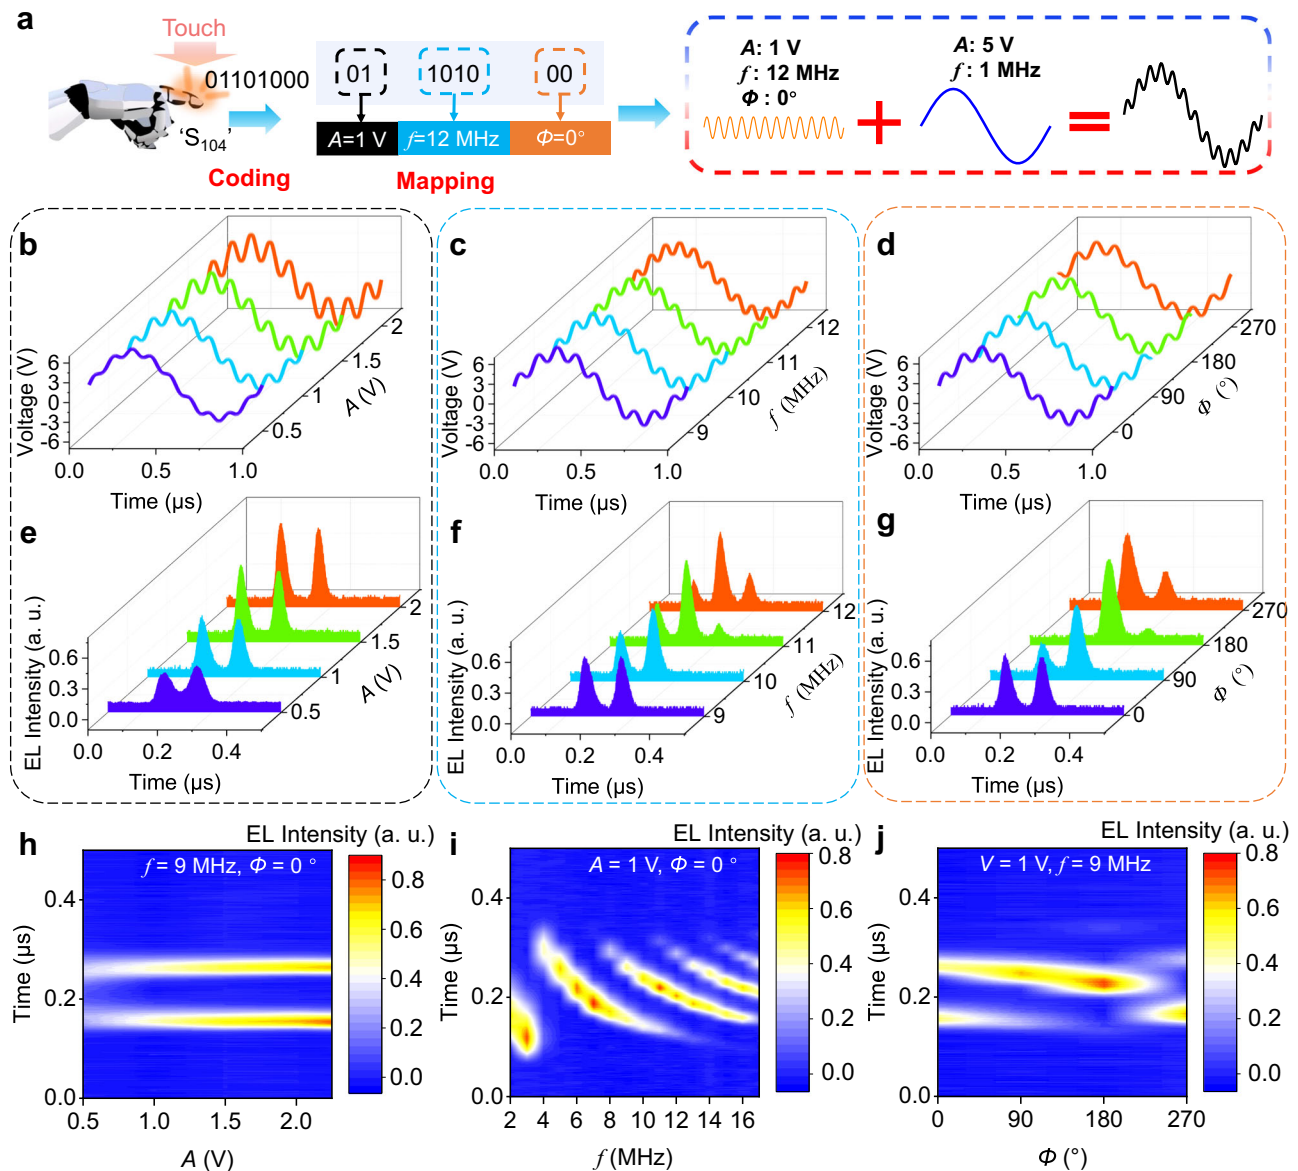 a
Touch
01101000
'S104'
Coding
01 1010 00
A=1 V f=12 MHz Φ=0°
Mapping
A: 1 V
f: 12 MHz
Φ : 0°
A: 5 V
f: 1 MHz
b
Voltage (V)
6
3
0
-3
-6
0.0 0.5 1.0
Time (µs)
0.5 1 1.5 2
A (V)
c
Voltage (V)
6
3
0
-3
-6
0.0 0.5 1.0
Time (µs)
9 10 11 12
f (MHz)
d
Voltage (V)
6
3
0
-3
-6
0.0 0.5 1.0
Time (µs)
0 90 180 270
Φ (°)
e
EL Intensity (a. u.)
0.6
0.3
0.0
0.0 0.2 0.4
Time (µs)
0.5 1 1.5 2
A (V)
f
EL Intensity (a. u.)
0.6
0.3
0.0
0.0 0.2 0.4
Time (µs)
9 10 11 12
f (MHz)
g
EL Intensity (a. u.)
0.6
0.3
0.0
0.0 0.2 0.4
Time (µs)
0 90 180 270
Φ (°)
h
EL Intensity (a. u.)
f = 9 MHz, Φ = 0 °
Time (µs)
0.4
0.2
0.0
0.5 1.0 1.5 2.0
A (V)
0.8
0.6
0.4
0.2
0.0
i
EL Intensity (a. u.)
A = 1 V, Φ = 0 °
Time (µs)
0.4
0.2
0.0
2 4 6 8 10 12 14 16
f (MHz)
0.8
0.6
0.4
0.2
0.0
j
EL Intensity (a. u.)
V = 1 V, f = 9 MHz
Time (µs)
0.4
0.2
0.0
0 90 180 270
Φ (°)
0.8
0.6
0.4
0.2
0.0